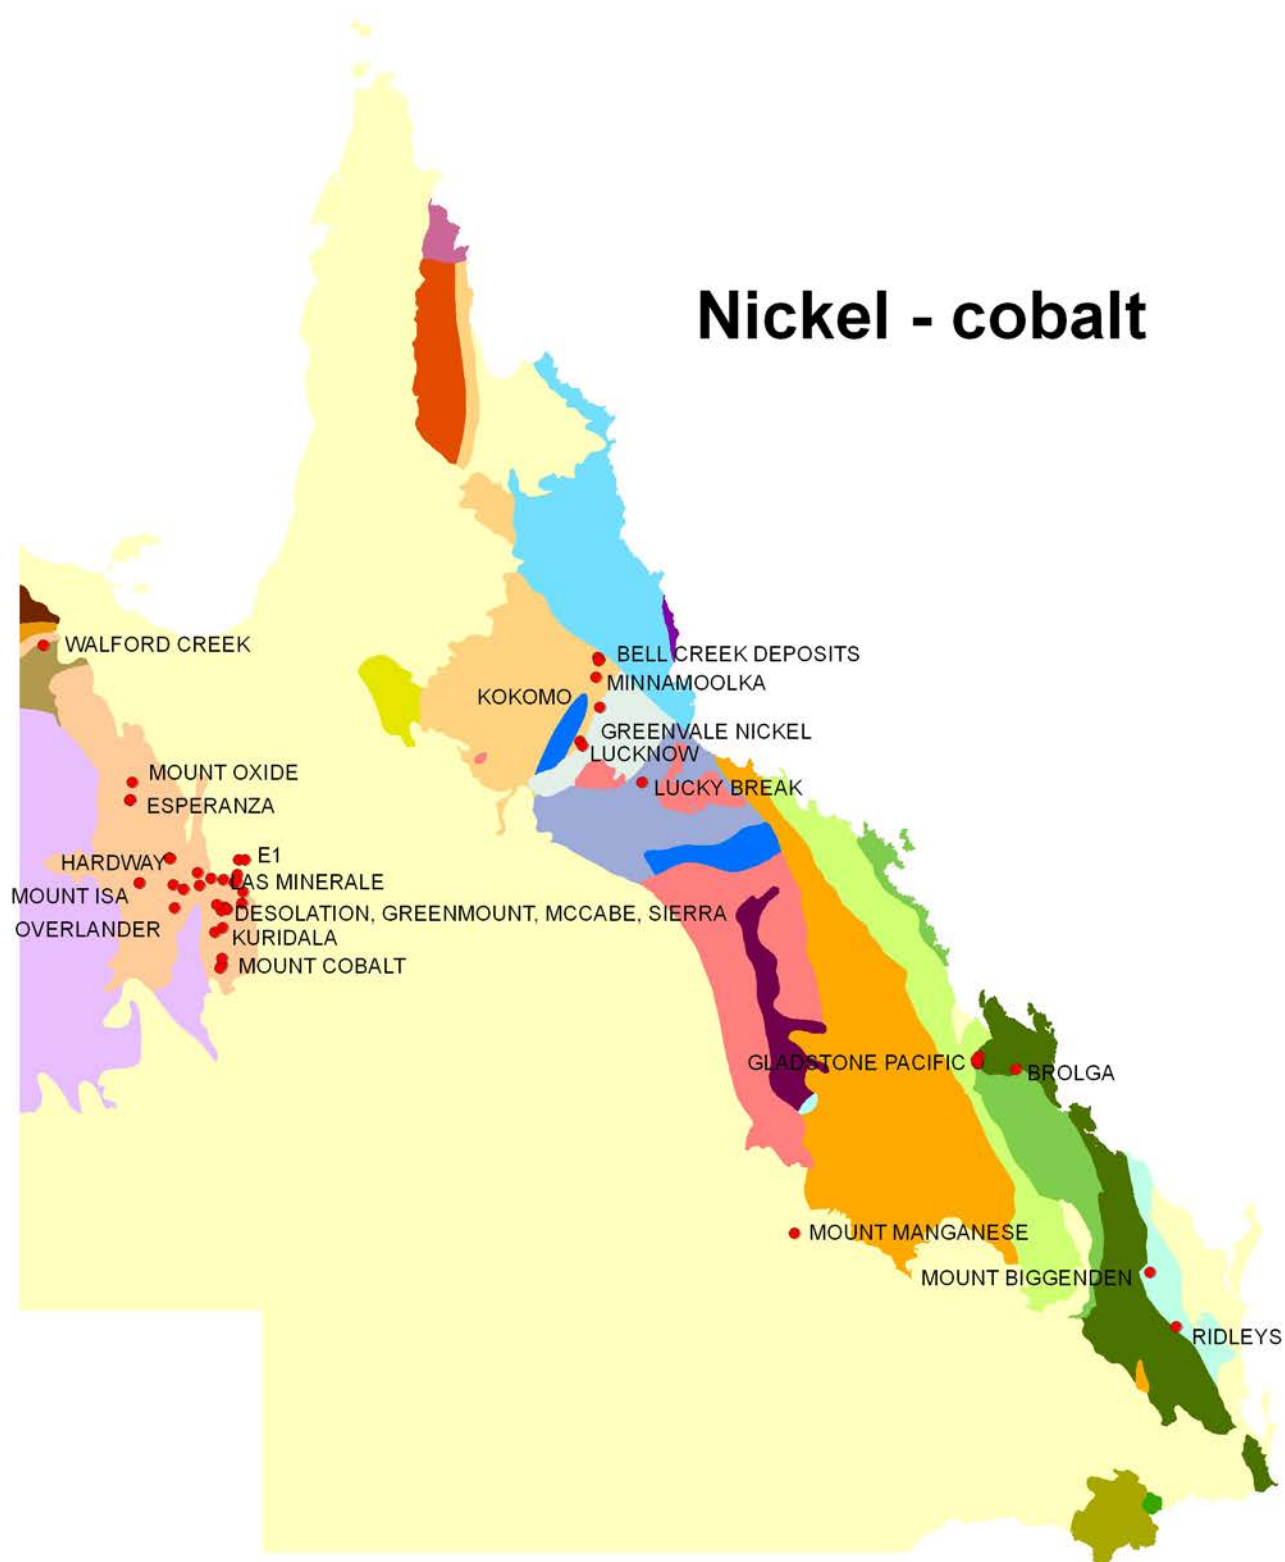 Nickel - cobalt
WALFORD CREEK
BELL CREEK DEPOSITS
MINNAMOOLKA
KOKOMO
GREENVALE NICKEL
LUCKNOW
MOUNT OXIDE
LUCKY BREAK
ESPERANZA
E1
HARDWAY
LAS MINERALE
MOUNT ISA
DESOLATION, GREENMOUNT, MCCABE, SIERRA
OVERLANDER
KURIDALA
MOUNT COBALT
GLADSTONE PACIFIC
BROLGA
MOUNT MANGANESE
MOUNT BIGGENDEN
RIDLEYS